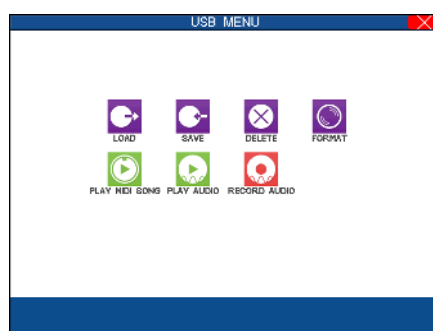 USB MENU
LOAD SAVE DELETE FORMAT
PLAY MIDI SONG PLAY AUDIO RECORD AUDIO